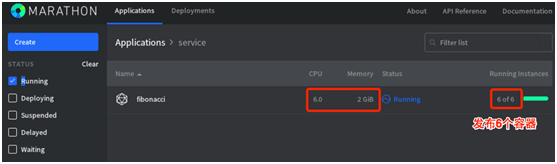 MARATHON
Applications
Deployments
About
API Reference
Documentation
Create
Applications > service
Filter list
STATUS
Clear
Running
Deploying
Suspended
Delayed
Waiting
Name
CPU
Memory
Status
Running Instances
fibonacci
6.0
2 GiB
Running
6 of 6
发布6个容器